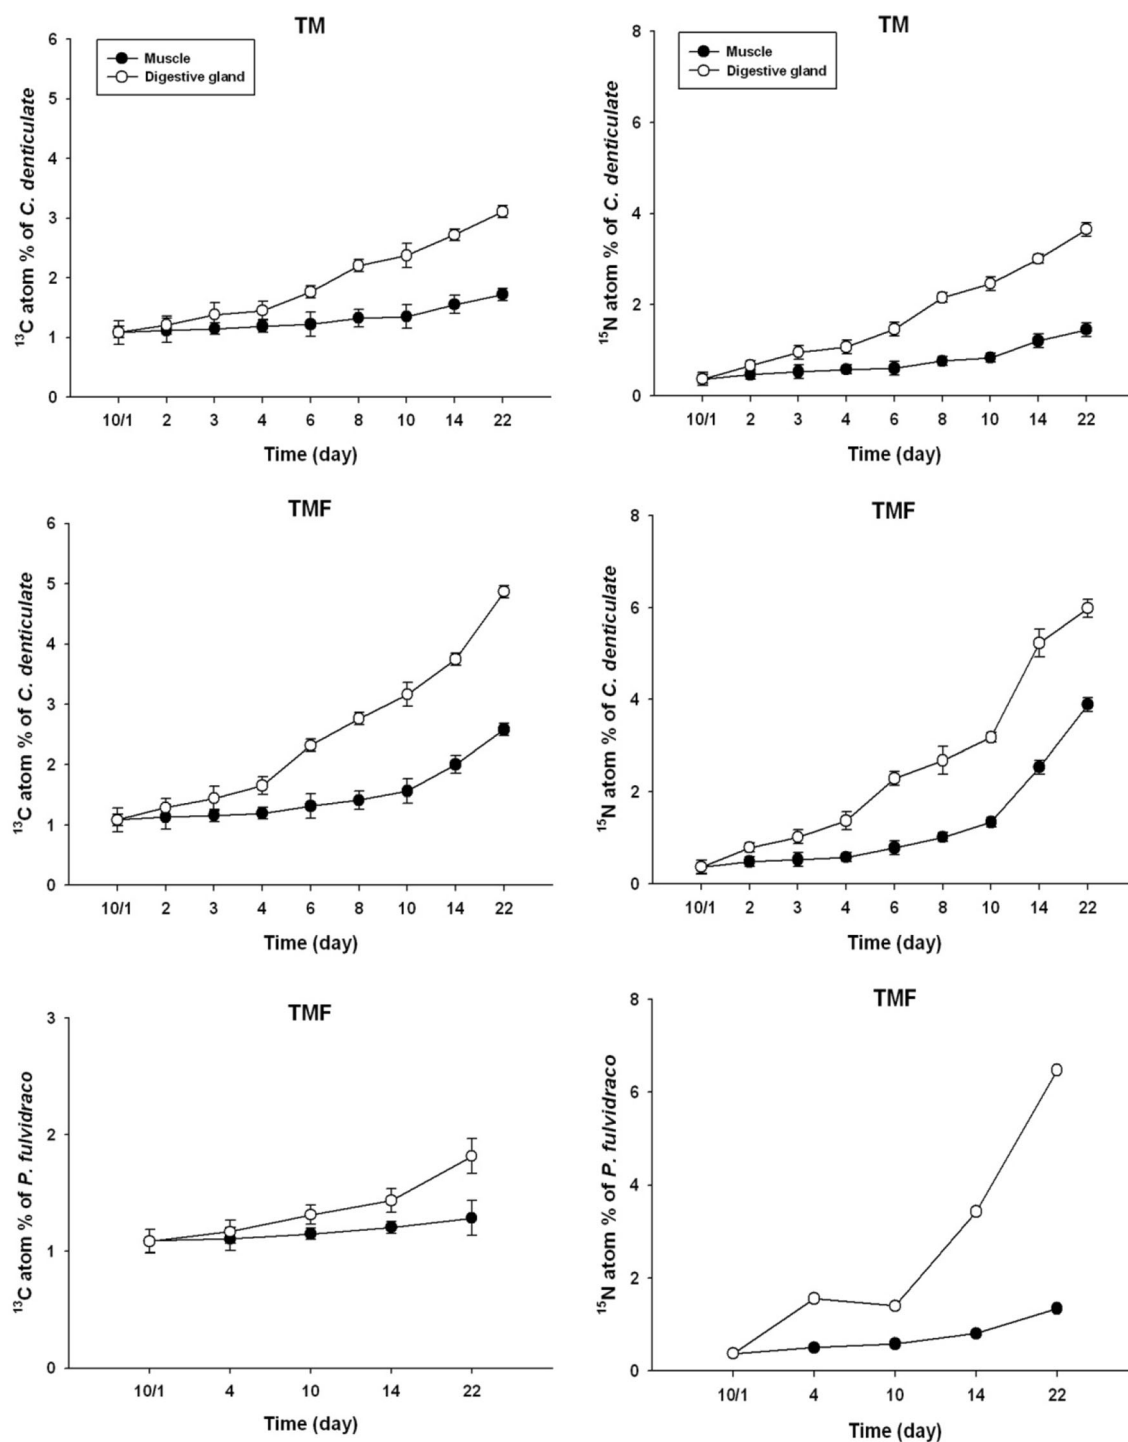 TM
6
5
4
3
2
1
0
Muscle
Digestive gland
¹³C atom % of C. denticulate
10/1 2 3 4 6 8 10 14 22
Time (day)
TM
8
6
4
2
0
Muscle
Digestive gland
¹⁵N atom % of C. denticulate
10/1 2 3 4 6 8 10 14 22
Time (day)
TMF
6
5
4
3
2
1
0
¹³C atom % of C. denticulate
10/1 2 3 4 6 8 10 14 22
Time (day)
TMF
8
6
4
2
0
¹⁵N atom % of C. denticulate
10/1 2 3 4 6 8 10 14 22
Time (day)
TMF
3
2
1
0
¹³C atom % of P. fulvidraco
10/1 4 10 14 22
Time (day)
TMF
8
6
4
2
0
¹⁵N atom % of P. fulvidraco
10/1 4 10 14 22
Time (day)